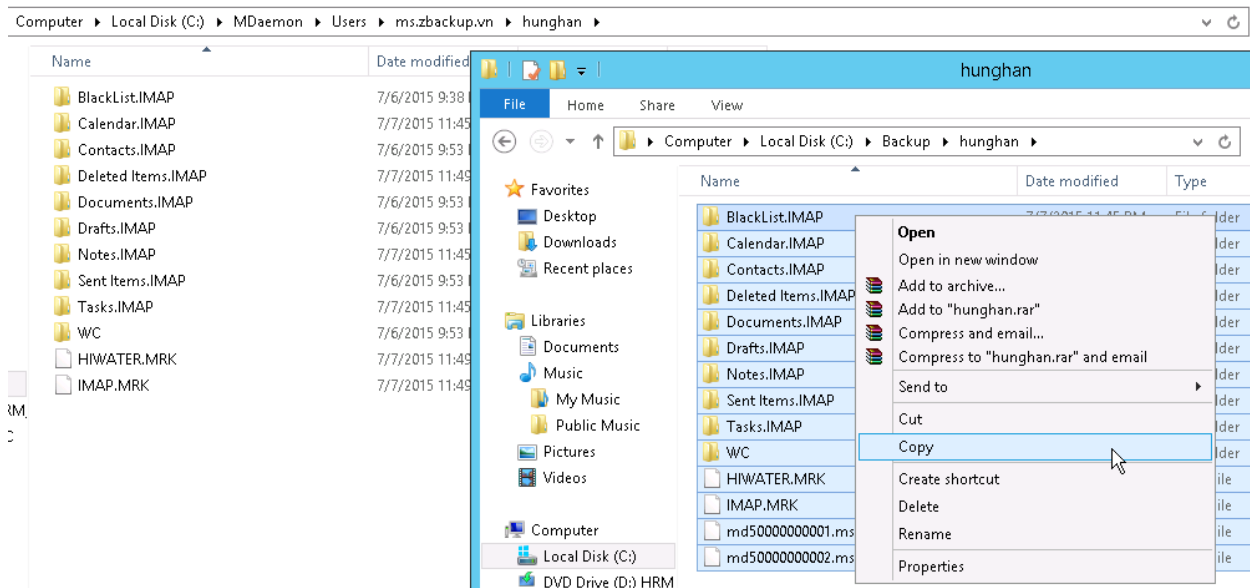 Computer ▸ Local Disk (C:) ▸ MDaemon ▸ Users ▸ ms.zbackup.vn ▸ hunghan ▸
Name Date modified
BlackList.IMAP 7/6/2015 9:38
Calendar.IMAP 7/7/2015 11:45
Contacts.IMAP 7/6/2015 9:53
Deleted Items.IMAP 7/7/2015 11:49
Documents.IMAP 7/6/2015 9:53
Drafts.IMAP 7/6/2015 9:53
Notes.IMAP 7/7/2015 11:45
Sent Items.IMAP 7/6/2015 9:53
Tasks.IMAP 7/7/2015 11:45
WC 7/6/2015 9:53
HIWATER.MRK 7/7/2015 11:49
IMAP.MRK 7/7/2015 11:49
hunghan
File Home Share View
Computer ▸ Local Disk (C:) ▸ Backup ▸ hunghan ▸
Favorites
Desktop
Downloads
Recent places
Libraries
Documents
Music
My Music
Public Music
Pictures
Videos
Computer
Local Disk (C:)
DVD Drive (D:) HRM
Name Date modified Type
BlackList.IMAP
Calendar.IMAP
Contacts.IMAP
Deleted Items.IMAP
Documents.IMAP
Drafts.IMAP
Notes.IMAP
Sent Items.IMAP
Tasks.IMAP
WC
HIWATER.MRK
IMAP.MRK
md50000000001.ms
md50000000002.ms
Open
Open in new window
Add to archive...
Add to "hunghan.rar"
Compress and email...
Compress to "hunghan.rar" and email
Send to
Cut
Copy
Create shortcut
Delete
Rename
Properties